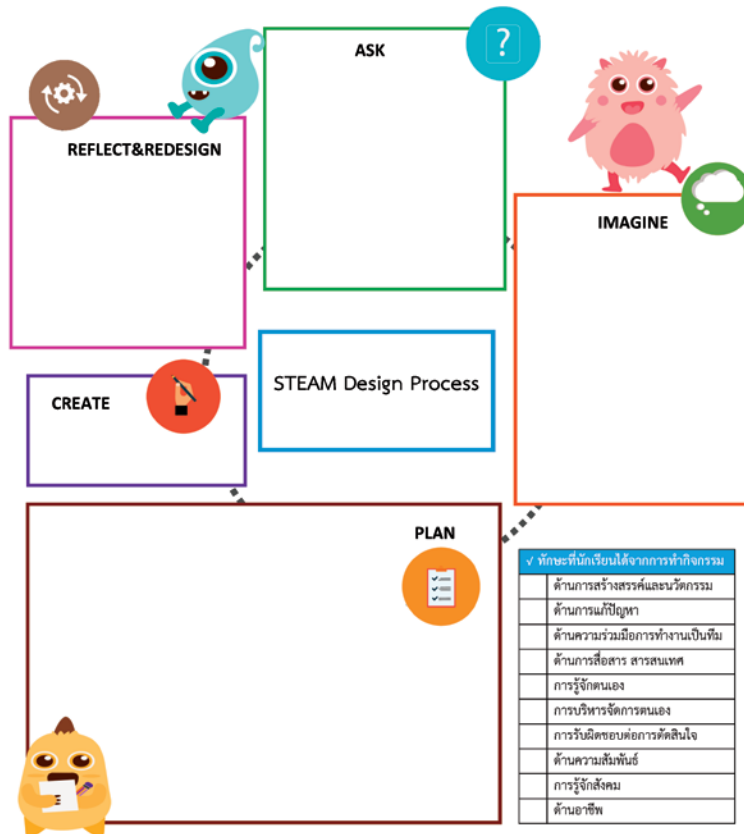 ASK
?
REFLECT&REDESIGN
IMAGINE
STEAM Design Process
CREATE
PLAN
√ ทักษะที่นักเรียนได้จากการทำกิจกรรม
ด้านการสร้างสรรค์และนวัตกรรม
ด้านการแก้ปัญหา
ด้านความร่วมมือการทำงานเป็นทีม
ด้านการสื่อสาร สารสนเทศ
การรู้จักตนเอง
การบริหารจัดการตนเอง
การรับผิดชอบต่อการตัดสินใจ
ด้านความสัมพันธ์
การรู้จักสังคม
ด้านอาชีพ